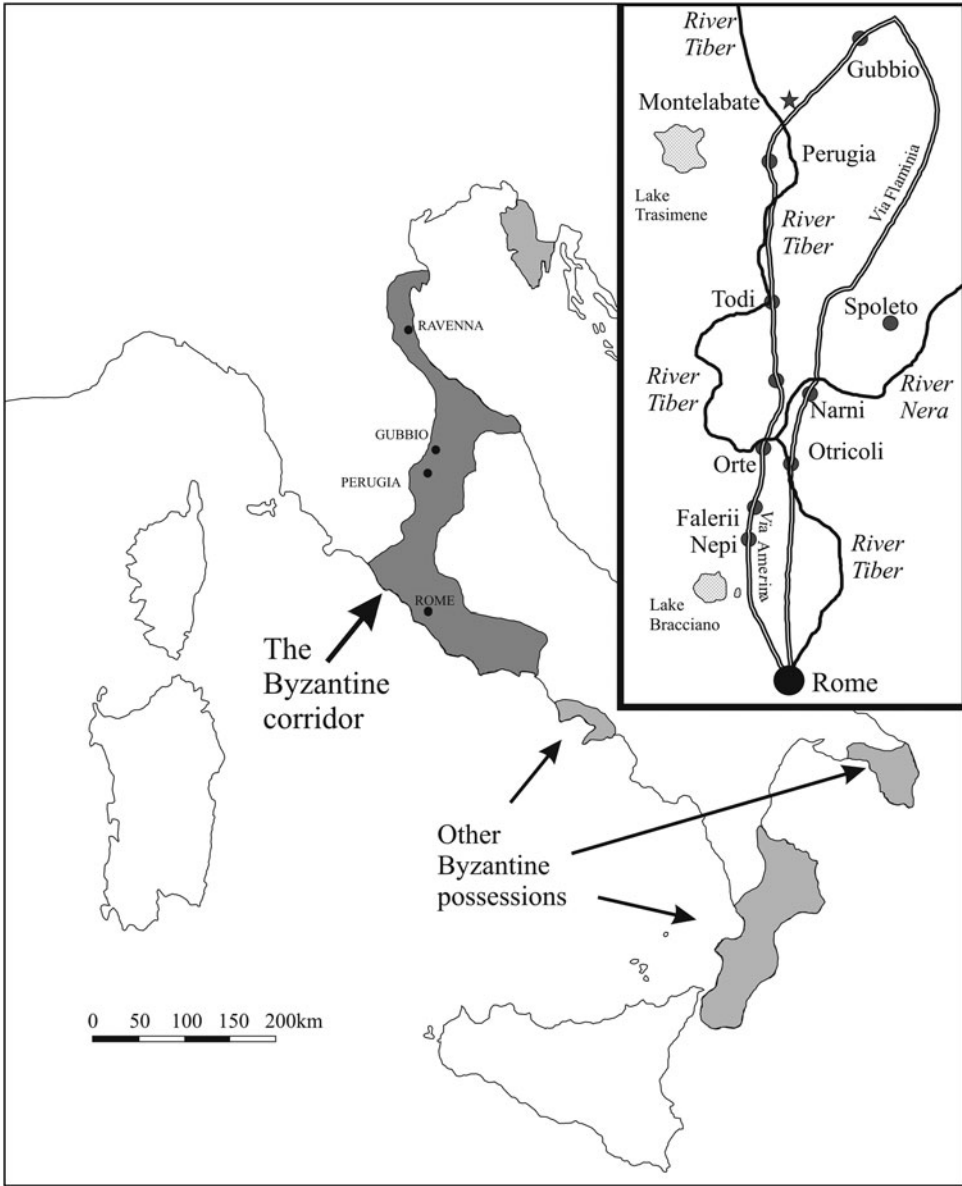 RAVENNA
GUBBIO
PERUGIA
ROME
The
Byzantine
corridor
Other
Byzantine
possessions
0 50 100 150 200km
River
Tiber
Gubbio
Montelabate
Perugia
Lake
Trasimene
Via Flaminia
River
Tiber
Todi
Spoleto
River
Tiber
River
Nera
Narni
Orte
Otricoli
Falerii
Nepi
Via Amerina
River
Tiber
Lake
Bracciano
Rome